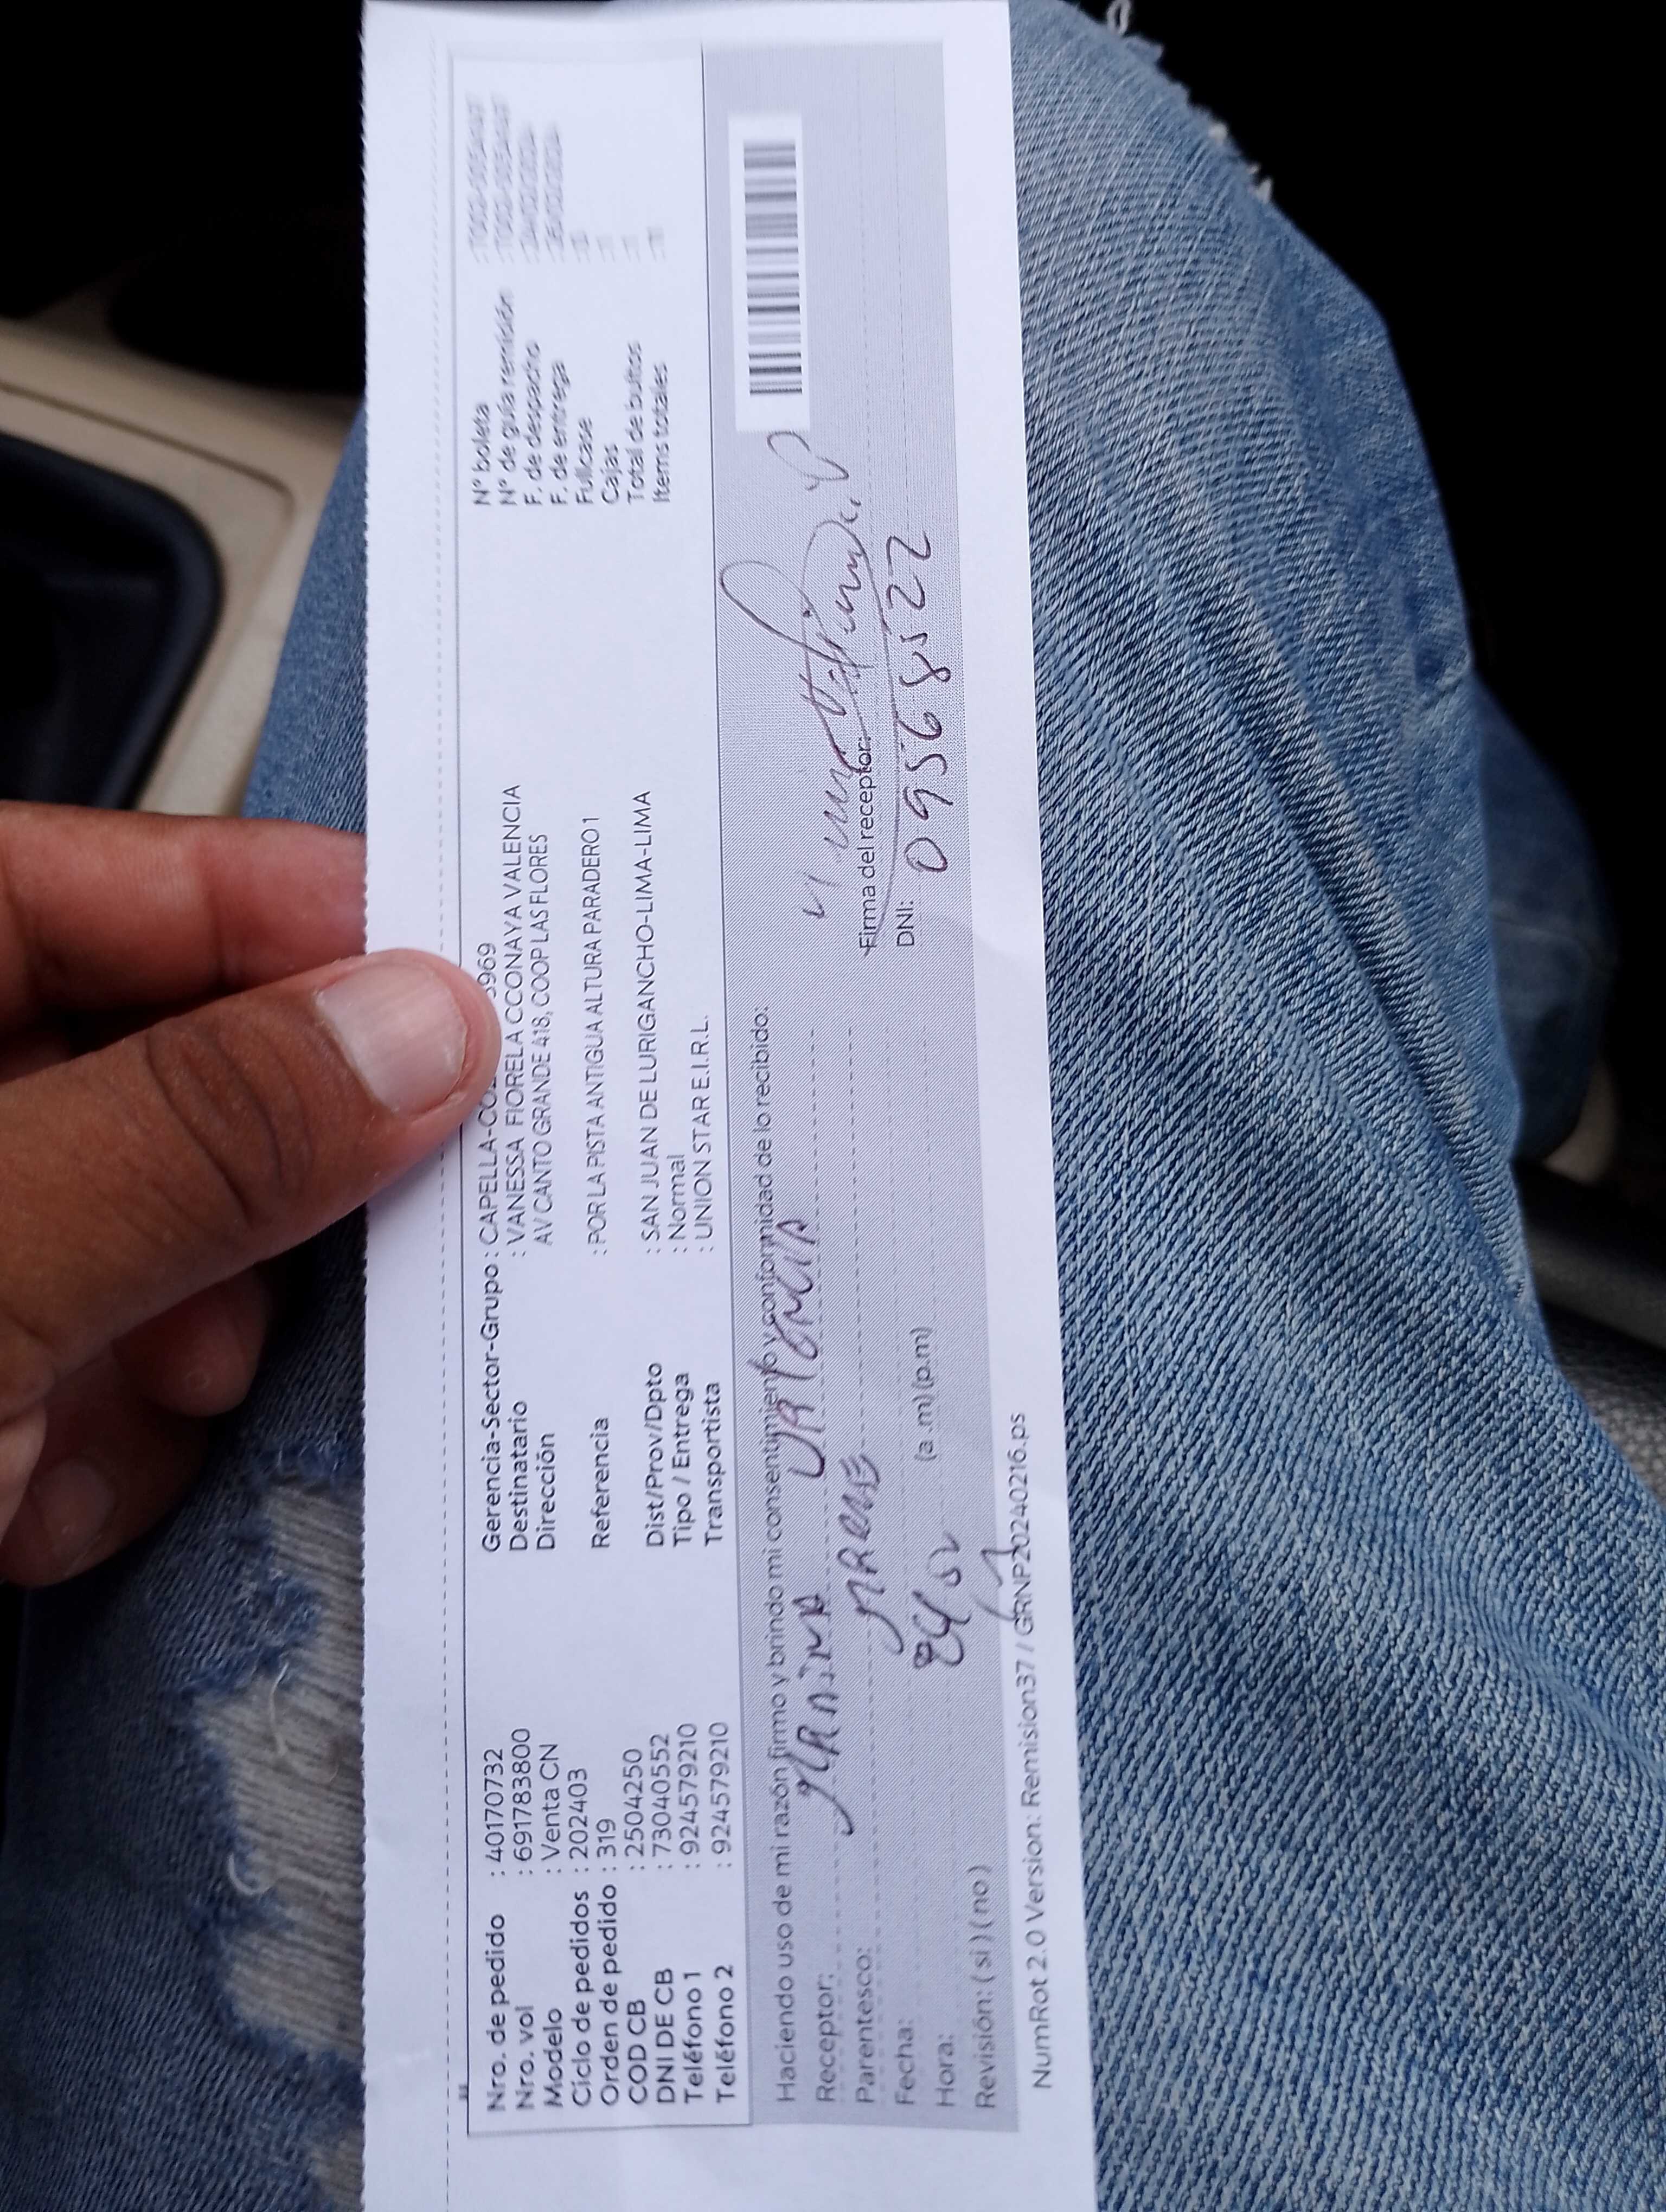 Nro. de pedido : 40170732
Nro. vol : 691783800
Modelo : Venta CN
Ciclo de pedidos : 202403
Orden de pedido : 319
COD CB : 2504250
DNI DE CB : 73040552
Teléfono 1 : 924579210
Teléfono 2 : 924579210
Gerencia-Sector-Grupo : CAPELLA-
Destinatario : VANESSA FIORELA CCONAYA VALENCIA
Dirección AV CANTO GRANDE 418, COOP LAS FLORES
Referencia : POR LA PISTA ANTIGUA ALTURA PARADERO 1
Dist/Prov/Dpto : SAN JUAN DE LURIGANCHO-LIMA-LIMA
Tipo / Entrega : Normal
Transportista : UNION STAR E.I.R.L.
N° boleta
N° de guía remisión
F. de despacho
F. de entrega
Fullcase
Cajas
Total de bultos
Items totales
Haciendo uso de mi razón firmo y brindo mi consentimiento y conformidad de lo recibido:
Receptor: VALENCIA
Parentesco:
Fecha:
Hora: (a.m) (p.m)
Revisión: ( si ) ( no )
Firma del receptor:
DNI: 09568522
NumRot 2.0 Version: Remision37 / GRNP20240216.ps